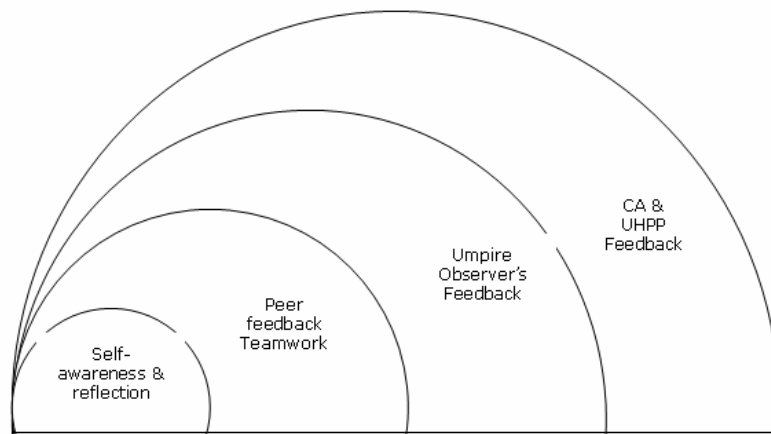 CA &
UHPP
Feedback
Umpire
Observer's
Feedback
Peer
feedback
Teamwork
Self-
awareness &
reflection